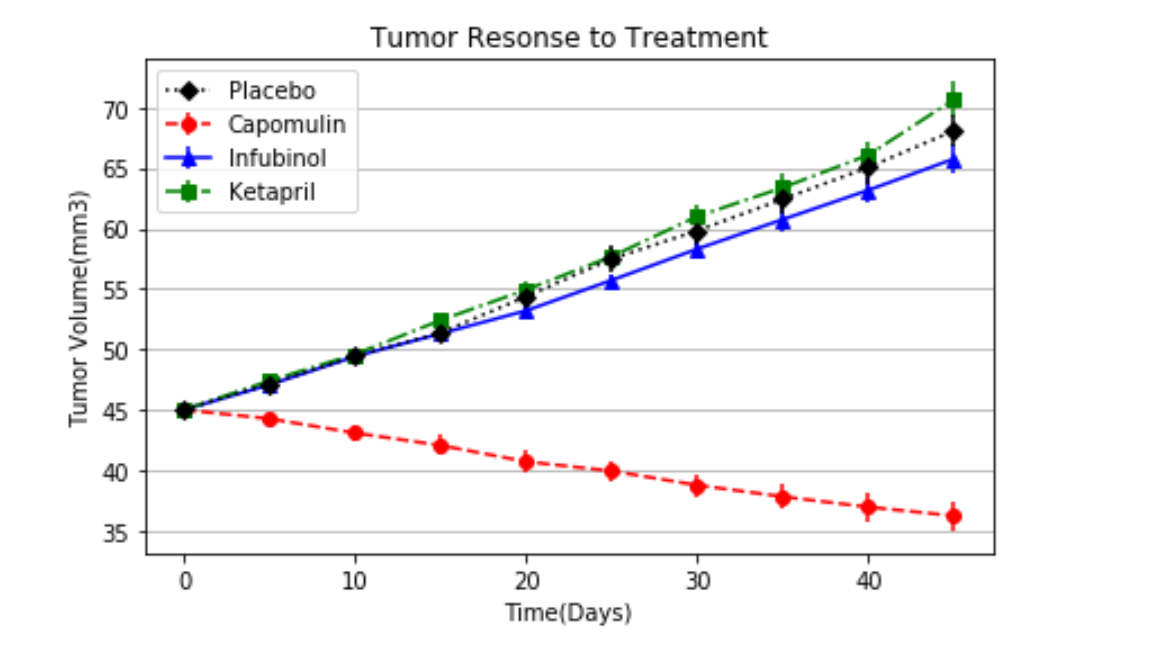 Tumor Resonse to Treatment
Placebo
Capomulin
Infubinol
Ketapril
70
65
60
55
50
45
40
35
Tumor Volume(mm3)
0 10 20 30 40
Time(Days)